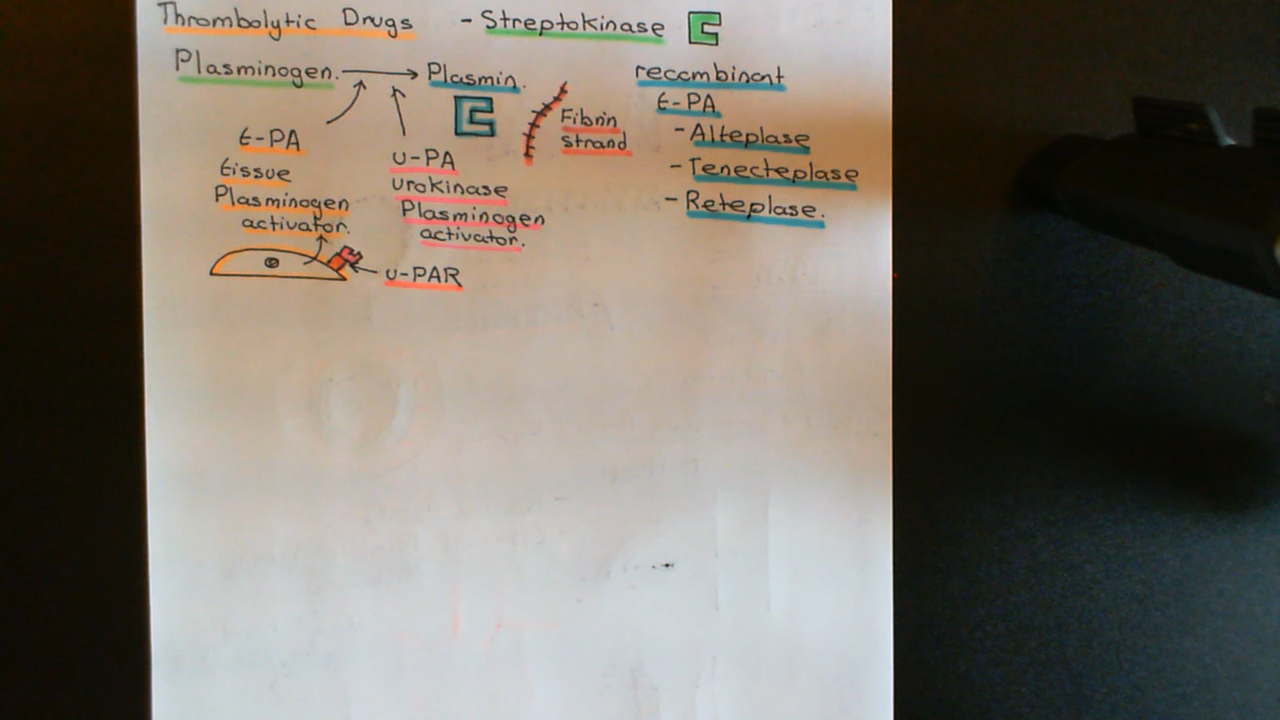 Thrombolytic Drugs - Streptokinase
Plasminogen. Plasmin.
Fibrin
strand
t-PA
tissue
Plasminogen
activator.
u-PA
urokinase
Plasminogen
activator.
u-PAR
recombinant
t-PA
- Alteplase
- Tenecteplase
- Reteplase.